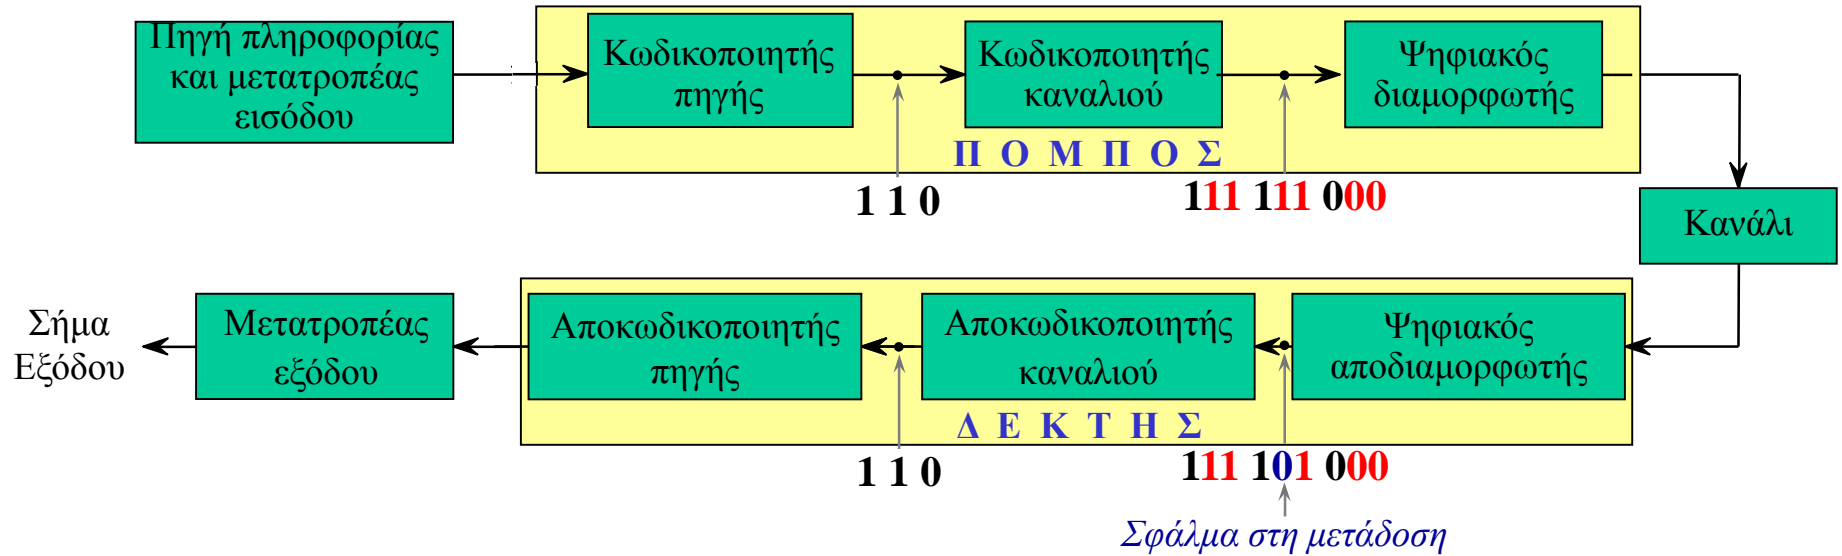 Πηγή πληροφορίας
και μετατροπέας
εισόδου
Κωδικοποιητής
πηγής
Κωδικοποιητής
καναλιού
Ψηφιακός
διαμορφωτής
Π Ο Μ Π Ο Σ
1 1 0
111 111 000
Κανάλι
Σήμα
Εξόδου
Μετατροπέας
εξόδου
Αποκωδικοποιητής
πηγής
Αποκωδικοποιητής
καναλιού
Ψηφιακός
αποδιαμορφωτής
Δ Ε Κ Τ Η Σ
1 1 0
111 101 000
Σφάλμα στη μετάδοση